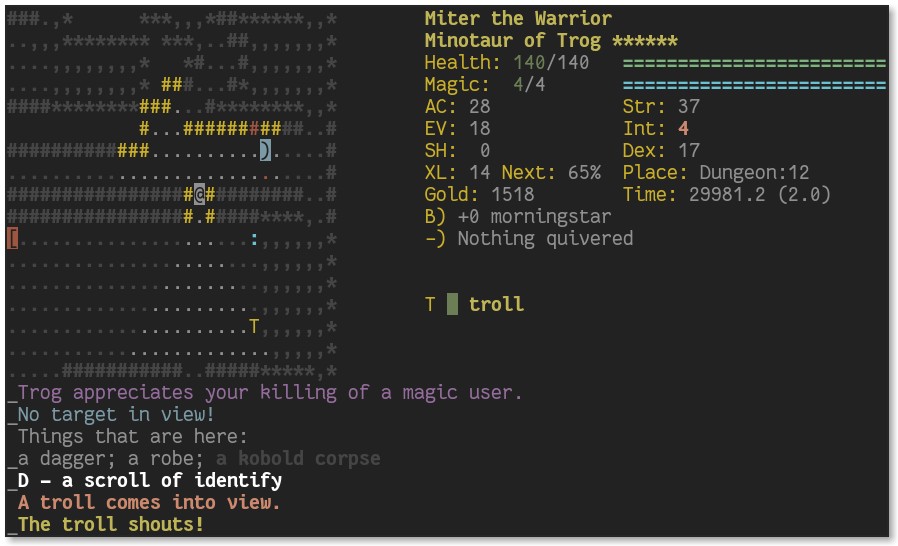 Miter the Warrior
Minotaur of Trog ******
Health: 140/140
Magic: 4/4
AC: 28 Str: 37
EV: 18 Int: 4
SH: 0 Dex: 17
XL: 14 Next: 65% Place: Dungeon:12
Gold: 1518 Time: 29981.2 (2.0)
B) +0 morningstar
–) Nothing quivered
T troll
_Trog appreciates your killing of a magic user.
_No target in view!
Things that are here:
_a dagger; a robe; a kobold corpse
_D – a scroll of identify
A troll comes into view.
_The troll shouts!